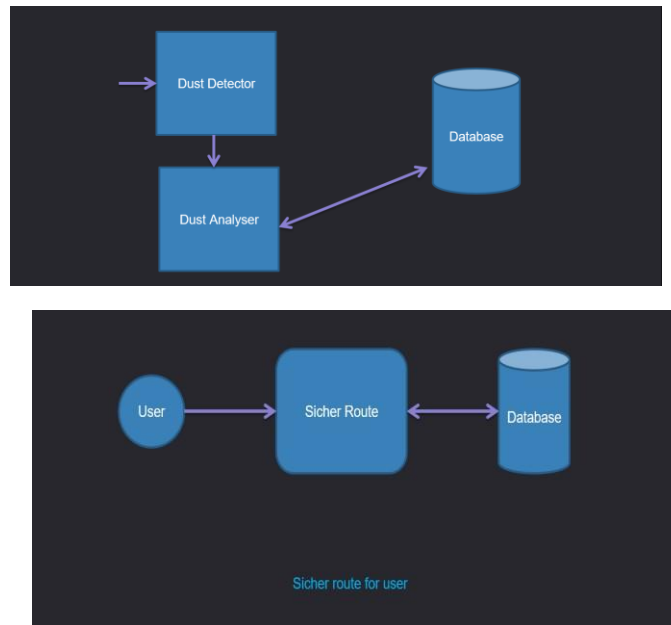 Dust Detector
Database
Dust Analyser
User
Sicher Route
Database
Sicher route for user